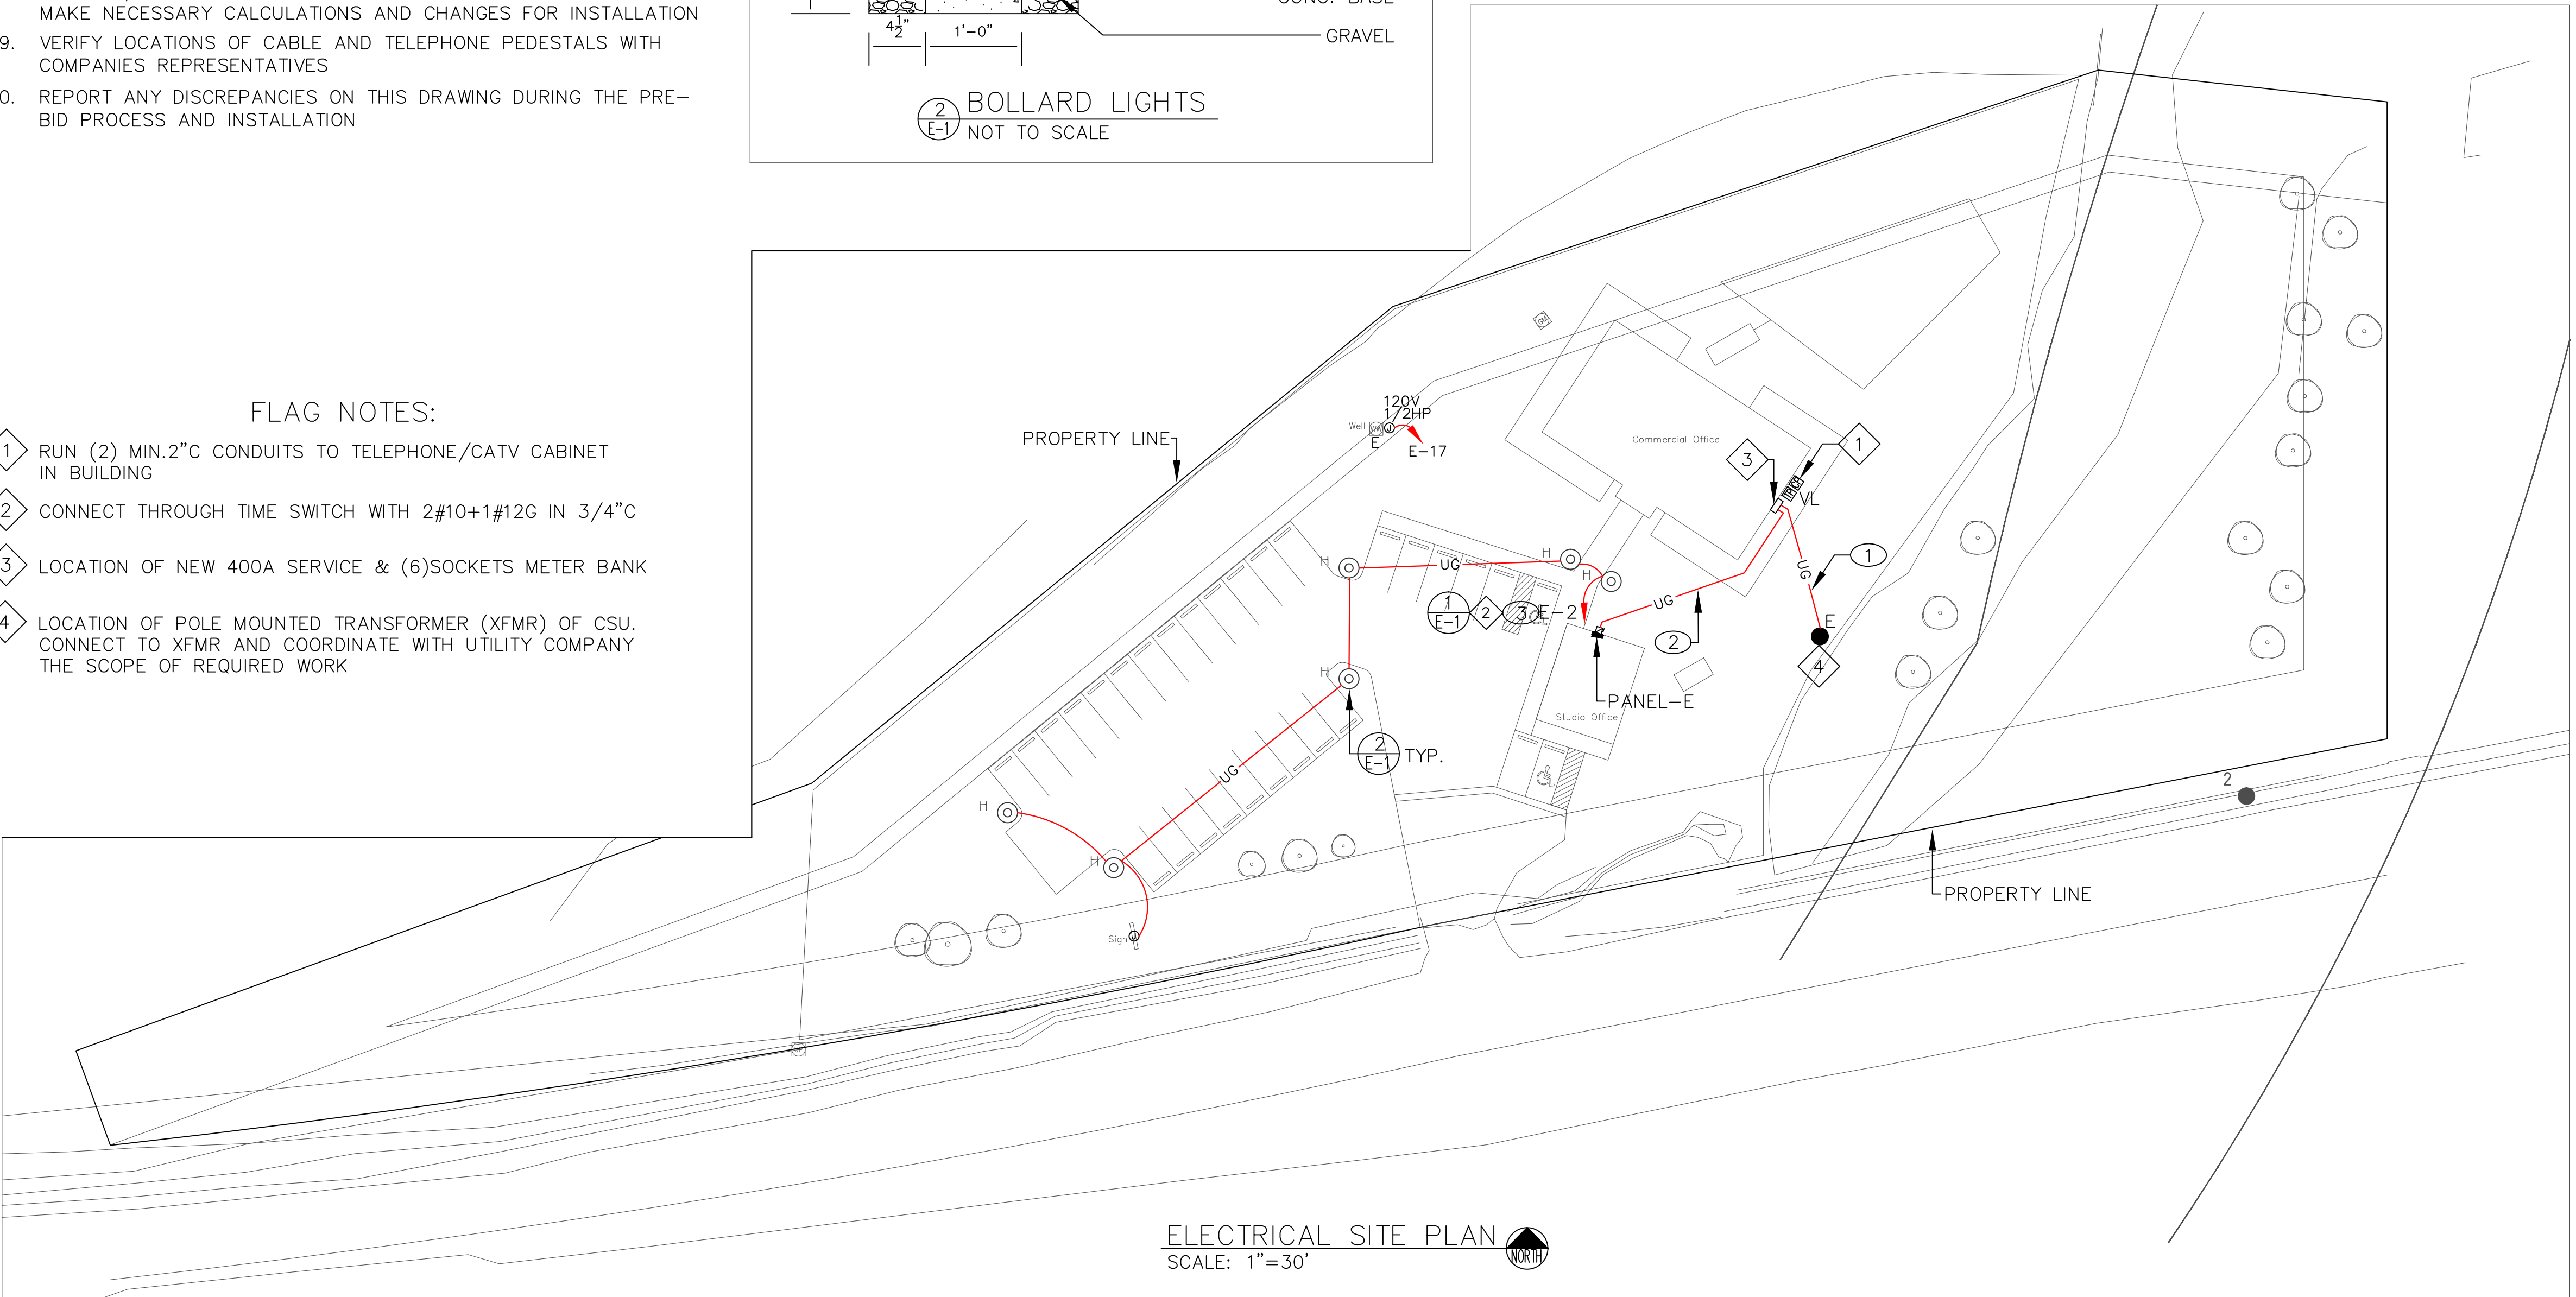 MAKE NECESSARY CALCULATIONS AND CHANGES FOR INSTALLATION
9. VERIFY LOCATIONS OF CABLE AND TELEPHONE PEDESTALS WITH
COMPANIES REPRESENTATIVES
0. REPORT ANY DISCREPANCIES ON THIS DRAWING DURING THE PRE-
BID PROCESS AND INSTALLATION
4½" 1'-0"
GRAVEL
2
E-1
BOLLARD LIGHTS
NOT TO SCALE
FLAG NOTES:
1 RUN (2) MIN.2"C CONDUITS TO TELEPHONE/CATV CABINET
IN BUILDING
2 CONNECT THROUGH TIME SWITCH WITH 2#10+1#12G IN 3/4"C
3 LOCATION OF NEW 400A SERVICE & (6)SOCKETS METER BANK
4 LOCATION OF POLE MOUNTED TRANSFORMER (XFMR) OF CSU.
CONNECT TO XFMR AND COORDINATE WITH UTILITY COMPANY
THE SCOPE OF REQUIRED WORK
GM
120V
1/2HP
Well WW J
E
E-17
PROPERTY LINE
Commercial Office
3
1
VL
H
UG
H
H
1
E-1
2
3
E-2
UG
2
UG
1
E
4
PANEL-E
Studio Office
H
2
E-1
TYP.
UG
H
H
Sign J
2
PROPERTY LINE
UP
ELECTRICAL SITE PLAN
SCALE: 1"=30'
NORTH